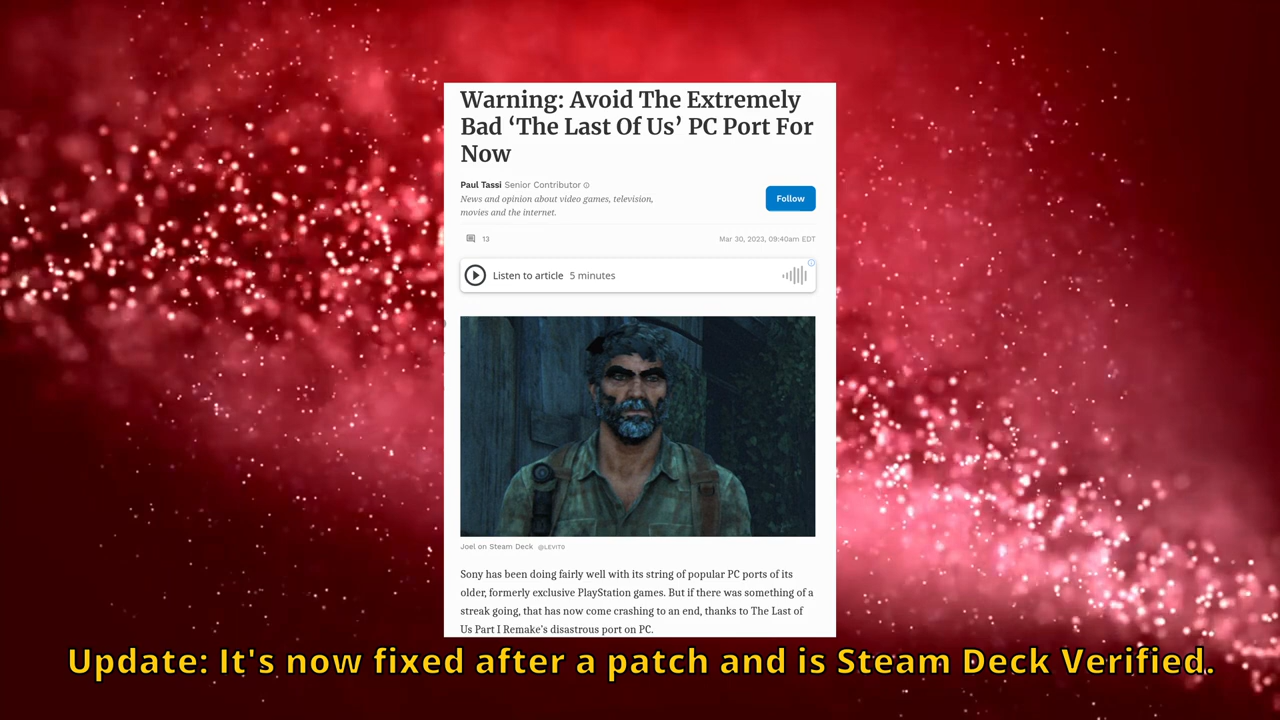 Warning: Avoid The Extremely
Bad ‘The Last Of Us’ PC Port For
Now
Paul Tassi Senior Contributor
News and opinion about video games, television,
movies and the internet.
Follow
13
Mar 30, 2023, 09:40am EDT
Listen to article 5 minutes
Joel on Steam Deck @LEVIT0
Sony has been doing fairly well with its string of popular PC ports of its
older, formerly exclusive PlayStation games. But if there was something of a
streak going, that has now come crashing to an end, thanks to The Last of
Us Part I Remake’s disastrous port on PC.
Update: It's now fixed after a patch and is Steam Deck Verified.